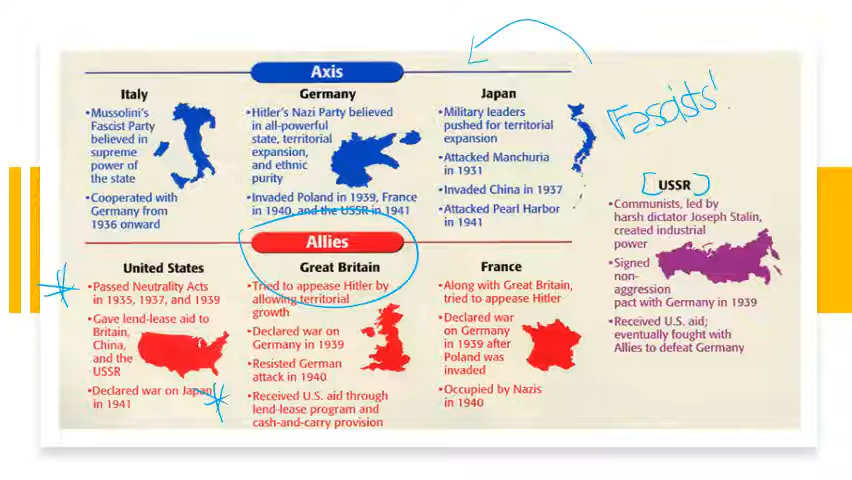 Axis
Fascists!
Italy
•Mussolini's
Fascist Party
believed in
supreme
power of
the state
•Cooperated with
Germany from
1936 onward
Germany
•Hitler's Nazi Party believed
in all-powerful
state, territorial
expansion,
and ethnic
purity
•Invaded Poland in 1939, France
in 1940, and the USSR in 1941
Japan
•Military leaders
pushed for territorial
expansion
•Attacked Manchuria
in 1931
•Invaded China in 1937
•Attacked Pearl Harbor
in 1941
Allies
United States
•Passed Neutrality Acts
in 1935, 1937, and 1939
•Gave lend-lease aid to
Britain,
China,
and the
USSR
•Declared war on Japan
in 1941
Great Britain
•Tried to appease Hitler by
allowing territorial
growth
•Declared war on
Germany in 1939
•Resisted German
attack in 1940
•Received U.S. aid through
lend-lease program and
cash-and-carry provision
France
•Along with Great Britain,
tried to appease Hitler
•Declared war
on Germany
in 1939 after
Poland was
invaded
•Occupied by Nazis
in 1940
USSR
•Communists, led by
harsh dictator Joseph Stalin,
created industrial
power
•Signed
non-
aggression
pact with Germany in 1939
•Received U.S. aid;
eventually fought with
Allies to defeat Germany